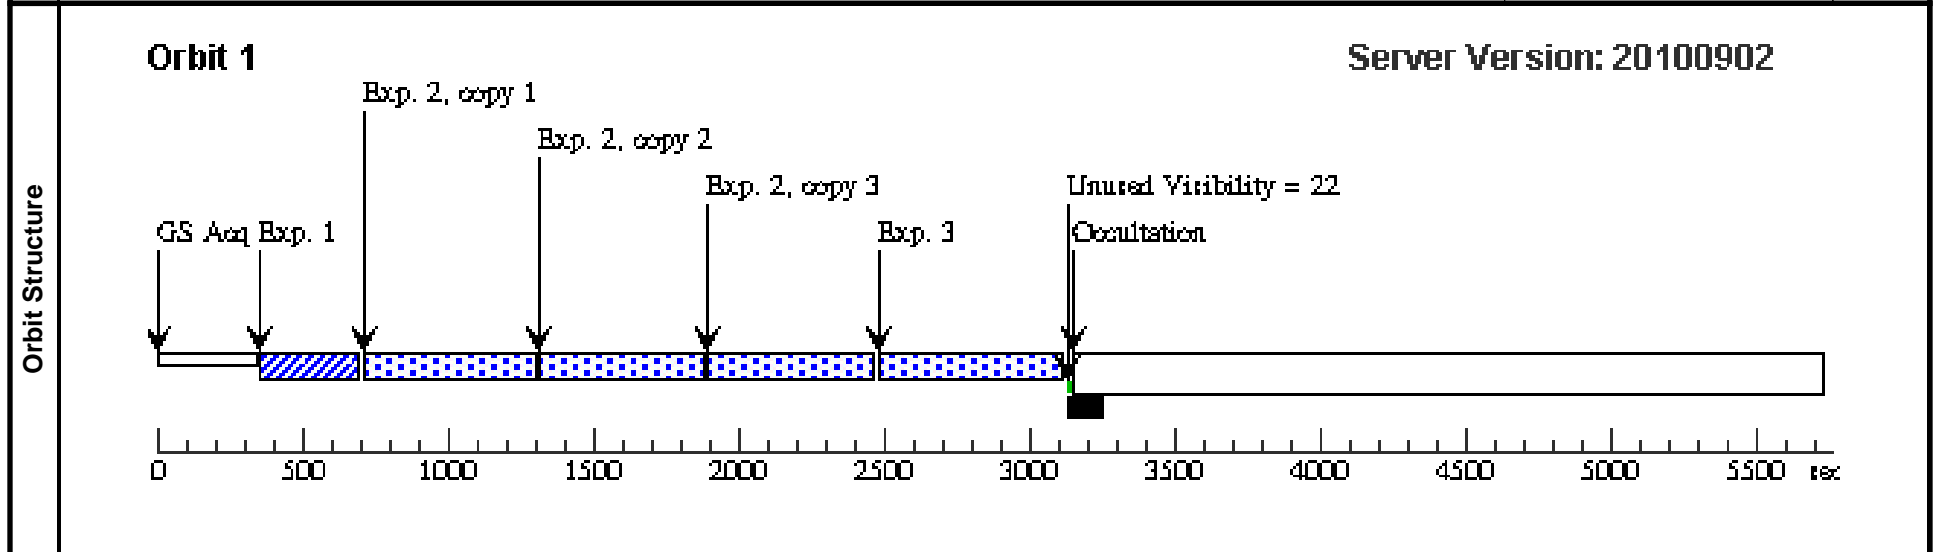 Orbit 1
Server Version: 20100902
Exp. 2, copy 1
Exp. 2, copy 2
Exp. 2, copy 3
Unused Visibility = 22
GS Acq
Exp. 1
Exp. 3
Occultation
Orbit Structure
0 500 1000 1500 2000 2500 3000 3500 4000 4500 5000 5500 sec